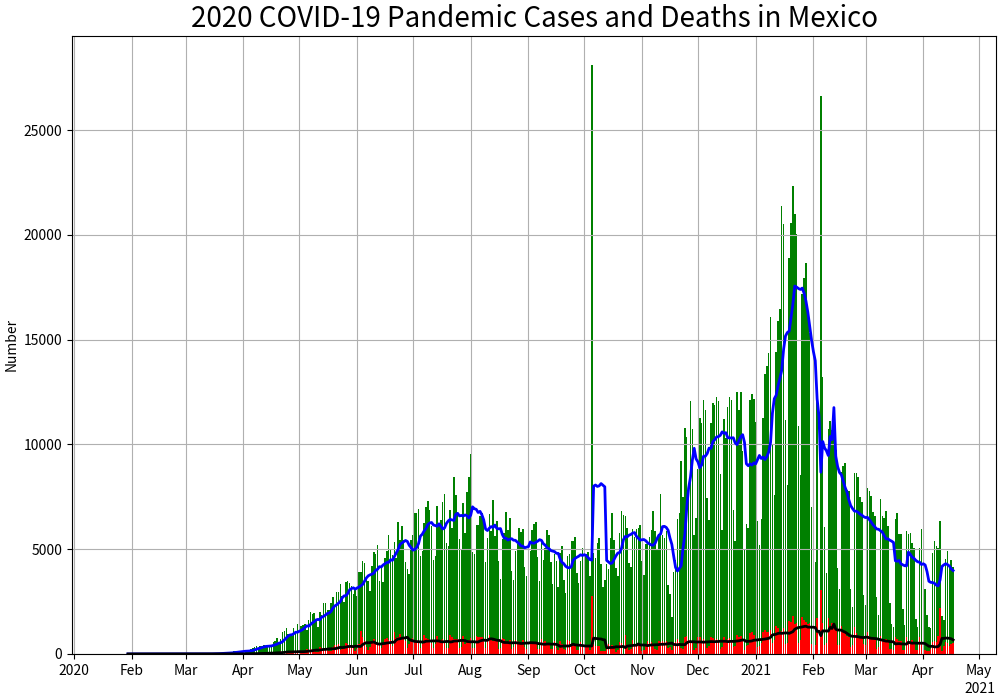 2020 COVID-19 Pandemic Cases and Deaths in Mexico
Number
25000
20000
15000
10000
5000
0
2020 Feb Mar Apr May Jun Jul Aug Sep Oct Nov Dec 2021 Feb Mar Apr May
2021